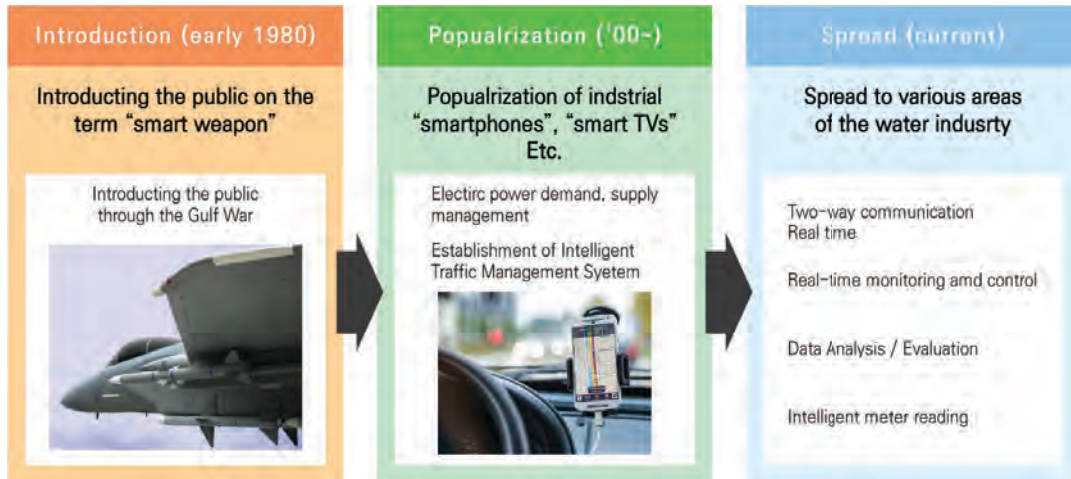 Introduction (early 1980)
Introducting the public on the
term “smart weapon”
Introducting the public
through the Gulf War
Popualrization ('00~)
Popualrization of indstrial
“smartphones”, “smart TVs”
Etc.
Electirc power demand, supply
management
Establishment of Intelligent
Traffic Management Syetem
Spread (current)
Spread to various areas
of the water indusrty
Two-way communication
Real time
Real-time monitoring amd control
Data Analysis / Evaluation
Intelligent meter reading